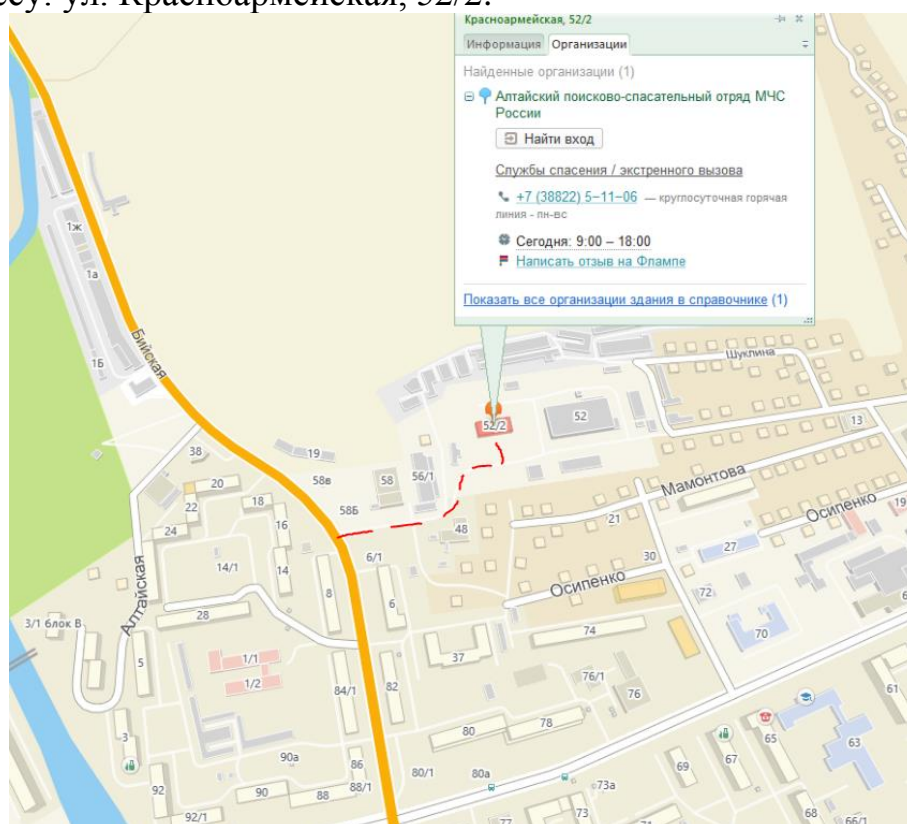 ул. Красноармейская, 52/2.
Красноармейская, 52/2
Информация Организации
Найденные организации (1)
Алтайский поисково-спасательный отряд МЧС
России
Найти вход
Службы спасения / экстренного вызова
+7 (38822) 5–11–06 — круглосуточная горячая
линия - пн-вс
Сегодня: 9:00 – 18:00
Написать отзыв на Флампе
Показать все организации здания в справочнике (1)
1ж
1а
1Б
Бийская
Шуклина
52/2
52
13
38
19
20
58в
58
56/1
Мамонтова
22
18
58Б
Осипенко
19
24
16
48
21
27
14/1
14
6/1
30
Алтайская
8
Осипенко
72
28
6
74
70
3/1 блок В
5
1/1
37
1/2
84/1
82
76/1
76
61
3
80
78
65
63
90а
67
86
80/1
80а
69
92
90
88
88/1
73а
92/1
77
73
71
68
66/1